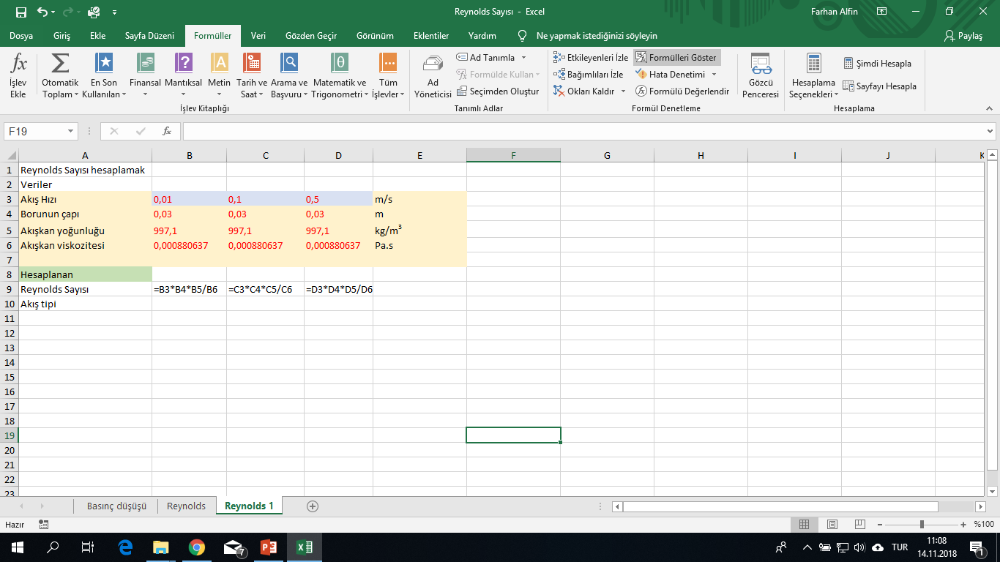 Reynolds Sayısı - Excel
Farhan Alfin
Dosya Giriş Ekle Sayfa Düzeni Formüller Veri Gözden Geçir Görünüm Eklentiler Yardım Ne yapmak istediğinizi söyleyin Paylaş
İşlev Ekle
Otomatik Toplam
En Son Kullanılan
Finansal
Mantıksal
Metin
Tarih ve Saat
Arama ve Başvuru
Matematik ve Trigonometri
Tüm İşlevler
İşlev Kitaplığı
Ad Yöneticisi
Ad Tanımla
Formülde Kullan
Seçimden Oluştur
Tanımlı Adlar
Etkileyenleri İzle
Bağımlıları İzle
Okları Kaldır
Formülleri Göster
Hata Denetimi
Formülü Değerlendir
Formül Denetleme
Gözcü Penceresi
Hesaplama Seçenekleri
Şimdi Hesapla
Sayfayı Hesapla
Hesaplama
F19
fx
A B C D E F G H I J K
1 Reynolds Sayısı hesaplamak
2 Veriler
3 Akış Hızı 0,01 0,1 0,5 m/s
4 Borunun çapı 0,03 0,03 0,03 m
5 Akışkan yoğunluğu 997,1 997,1 997,1 kg/m³
6 Akışkan viskozitesi 0,000880637 0,000880637 0,000880637 Pa.s
7
8 Hesaplanan
9 Reynolds Sayısı =B3*B4*B5/B6 =C3*C4*C5/C6 =D3*D4*D5/D6
10 Akış tipi
11
12
13
14
15
16
17
18
19
20
21
22
23
Basınç düşüşü Reynolds Reynolds 1
Hazır
%100
7
TUR
11:08
14.11.2018
1